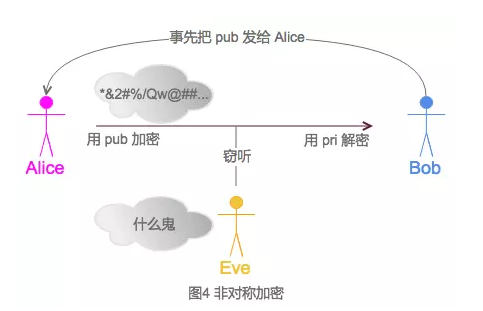 事先把 pub 发给 Alice
*&2#%/Qw@##...
用 pub 加密
用 pri 解密
窃听
Alice
Bob
什么鬼
Eve
图4 非对称加密